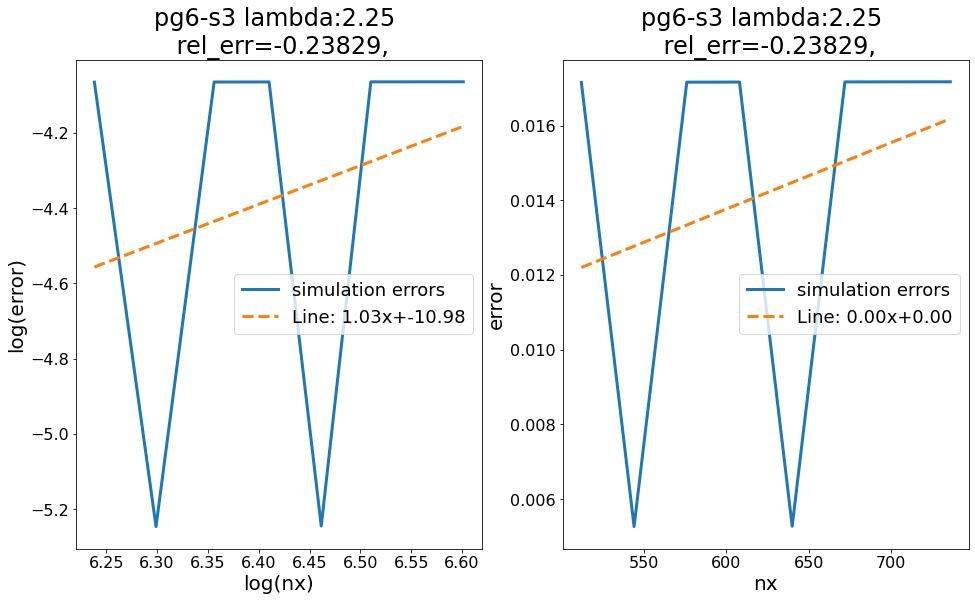 pg6-s3 lambda:2.25
rel_err=-0.23829,
−4.2
−4.4
−4.6
−4.8
−5.0
−5.2
log(error)
simulation errors
Line: 1.03x+-10.98
6.25 6.30 6.35 6.40 6.45 6.50 6.55 6.60
log(nx)
pg6-s3 lambda:2.25
rel_err=-0.23829,
0.016
0.014
0.012
0.010
0.008
0.006
error
simulation errors
Line: 0.00x+0.00
550 600 650 700
nx